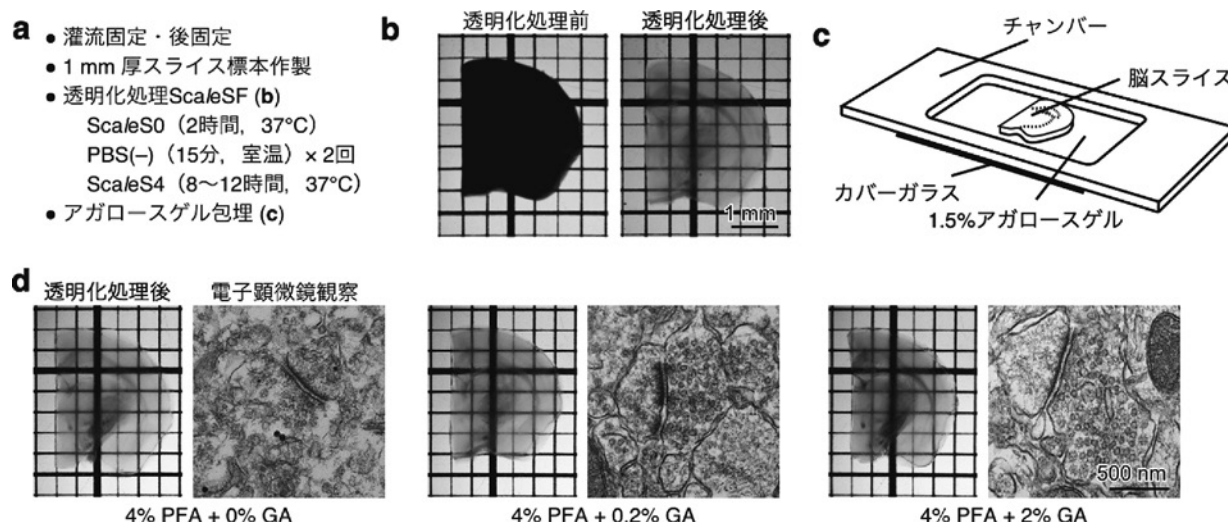 a
● 灌流固定・後固定
● 1 mm 厚スライス標本作製
● 透明化処理ScaleSF (b)
ScaleS0（2時間，37°C）
PBS(–)（15分，室温）× 2回
ScaleS4（8〜12時間，37°C）
● アガロースゲル包埋 (c)
b
透明化処理前
透明化処理後
1 mm
c
チャンバー
脳スライス
カバーガラス
1.5%アガロースゲル
d
透明化処理後
電子顕微鏡観察
500 nm
4% PFA + 0% GA
4% PFA + 0.2% GA
4% PFA + 2% GA